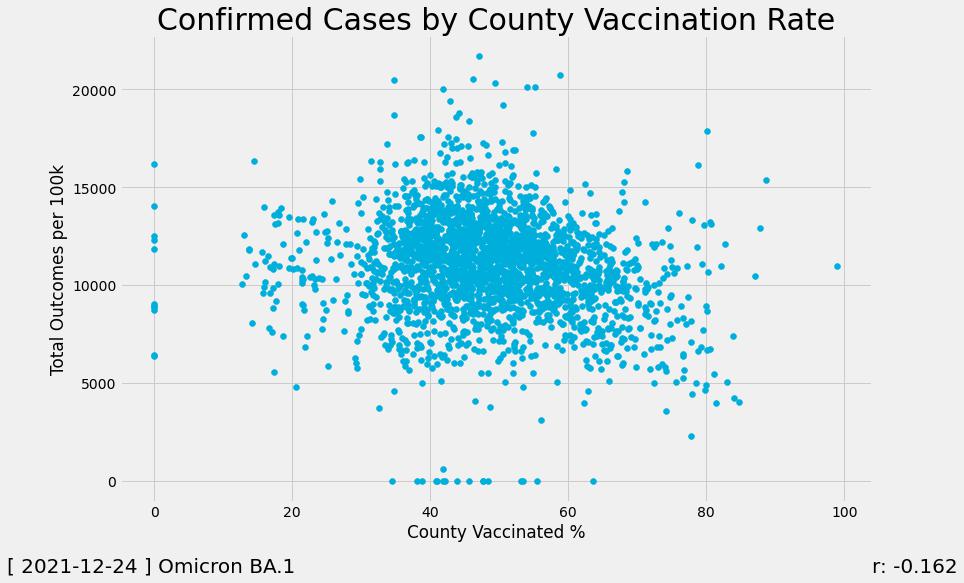 Confirmed Cases by County Vaccination Rate
Total Outcomes per 100k
20000
15000
10000
5000
0
0 20 40 60 80 100
County Vaccinated %
[ 2021-12-24 ] Omicron BA.1
r: -0.162